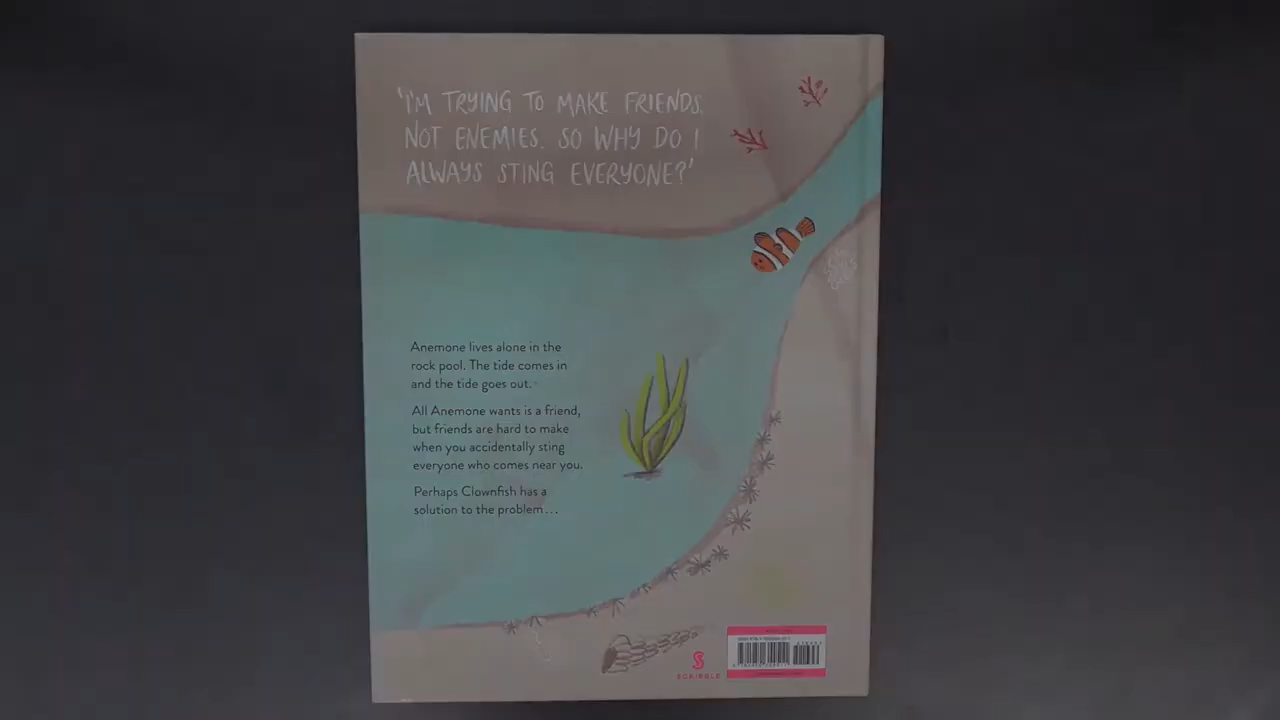 'I'M TRYING TO MAKE FRIENDS,
NOT ENEMIES. SO WHY DO I
ALWAYS STING EVERYONE?'
Anemone lives alone in the
rock pool. The tide comes in
and the tide goes out.
All Anemone wants is a friend,
but friends are hard to make
when you accidentally sting
everyone who comes near you.
Perhaps Clownfish has a
solution to the problem...
SCRIBBLE